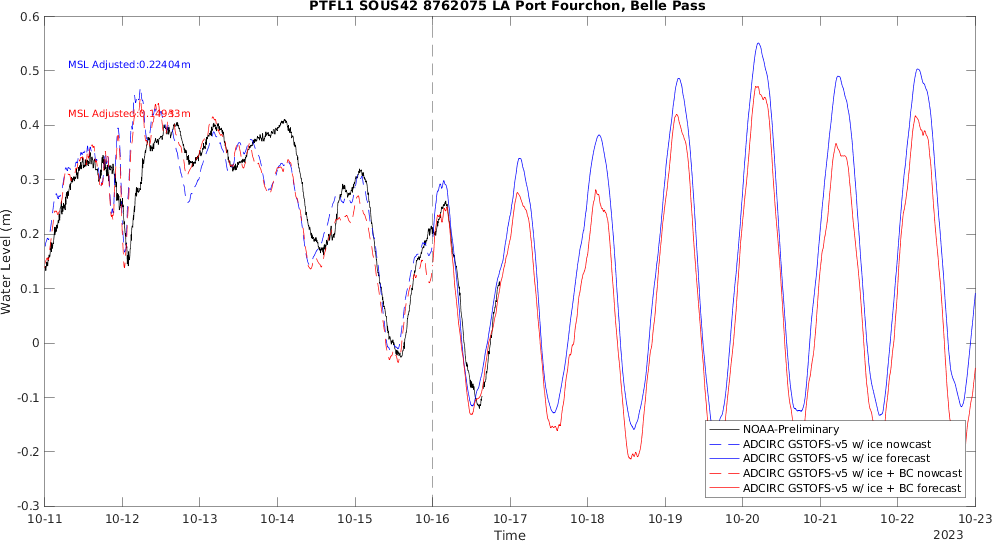 PTFL1 SOUS42 8762075 LA Port Fourchon, Belle Pass
0.6
0.5
0.4
0.3
0.2
0.1
0
-0.1
-0.2
-0.3
Water Level (m)
MSL Adjusted:0.22404m
MSL Adjusted:0.14933m
NOAA-Preliminary
ADCIRC GSTOFS-v5 w/ ice nowcast
ADCIRC GSTOFS-v5 w/ ice forecast
ADCIRC GSTOFS-v5 w/ ice + BC nowcast
ADCIRC GSTOFS-v5 w/ ice + BC forecast
10-11 10-12 10-13 10-14 10-15 10-16 10-17 10-18 10-19 10-20 10-21 10-22 10-23
Time
2023